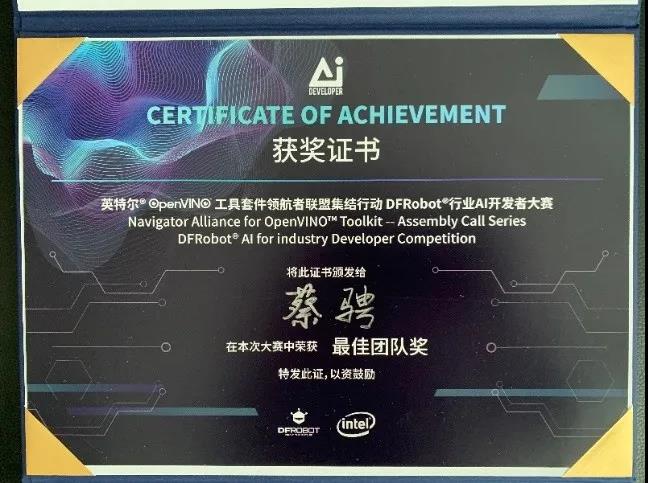 Ai
DEVELOPER
CERTIFICATE OF ACHIEVEMENT
获奖证书
英特尔® OpenVINO 工具套件领航者联盟集结行动 DFRobot®行业AI开发者大赛
Navigator Alliance for OpenVINO™ Toolkit -- Assembly Call Series
DFRobot® AI for industry Developer Competition
将此证书颁发给
蔡骋
在本次大赛中荣获 最佳团队奖
特发此证,以资鼓励
DFROBOT intel